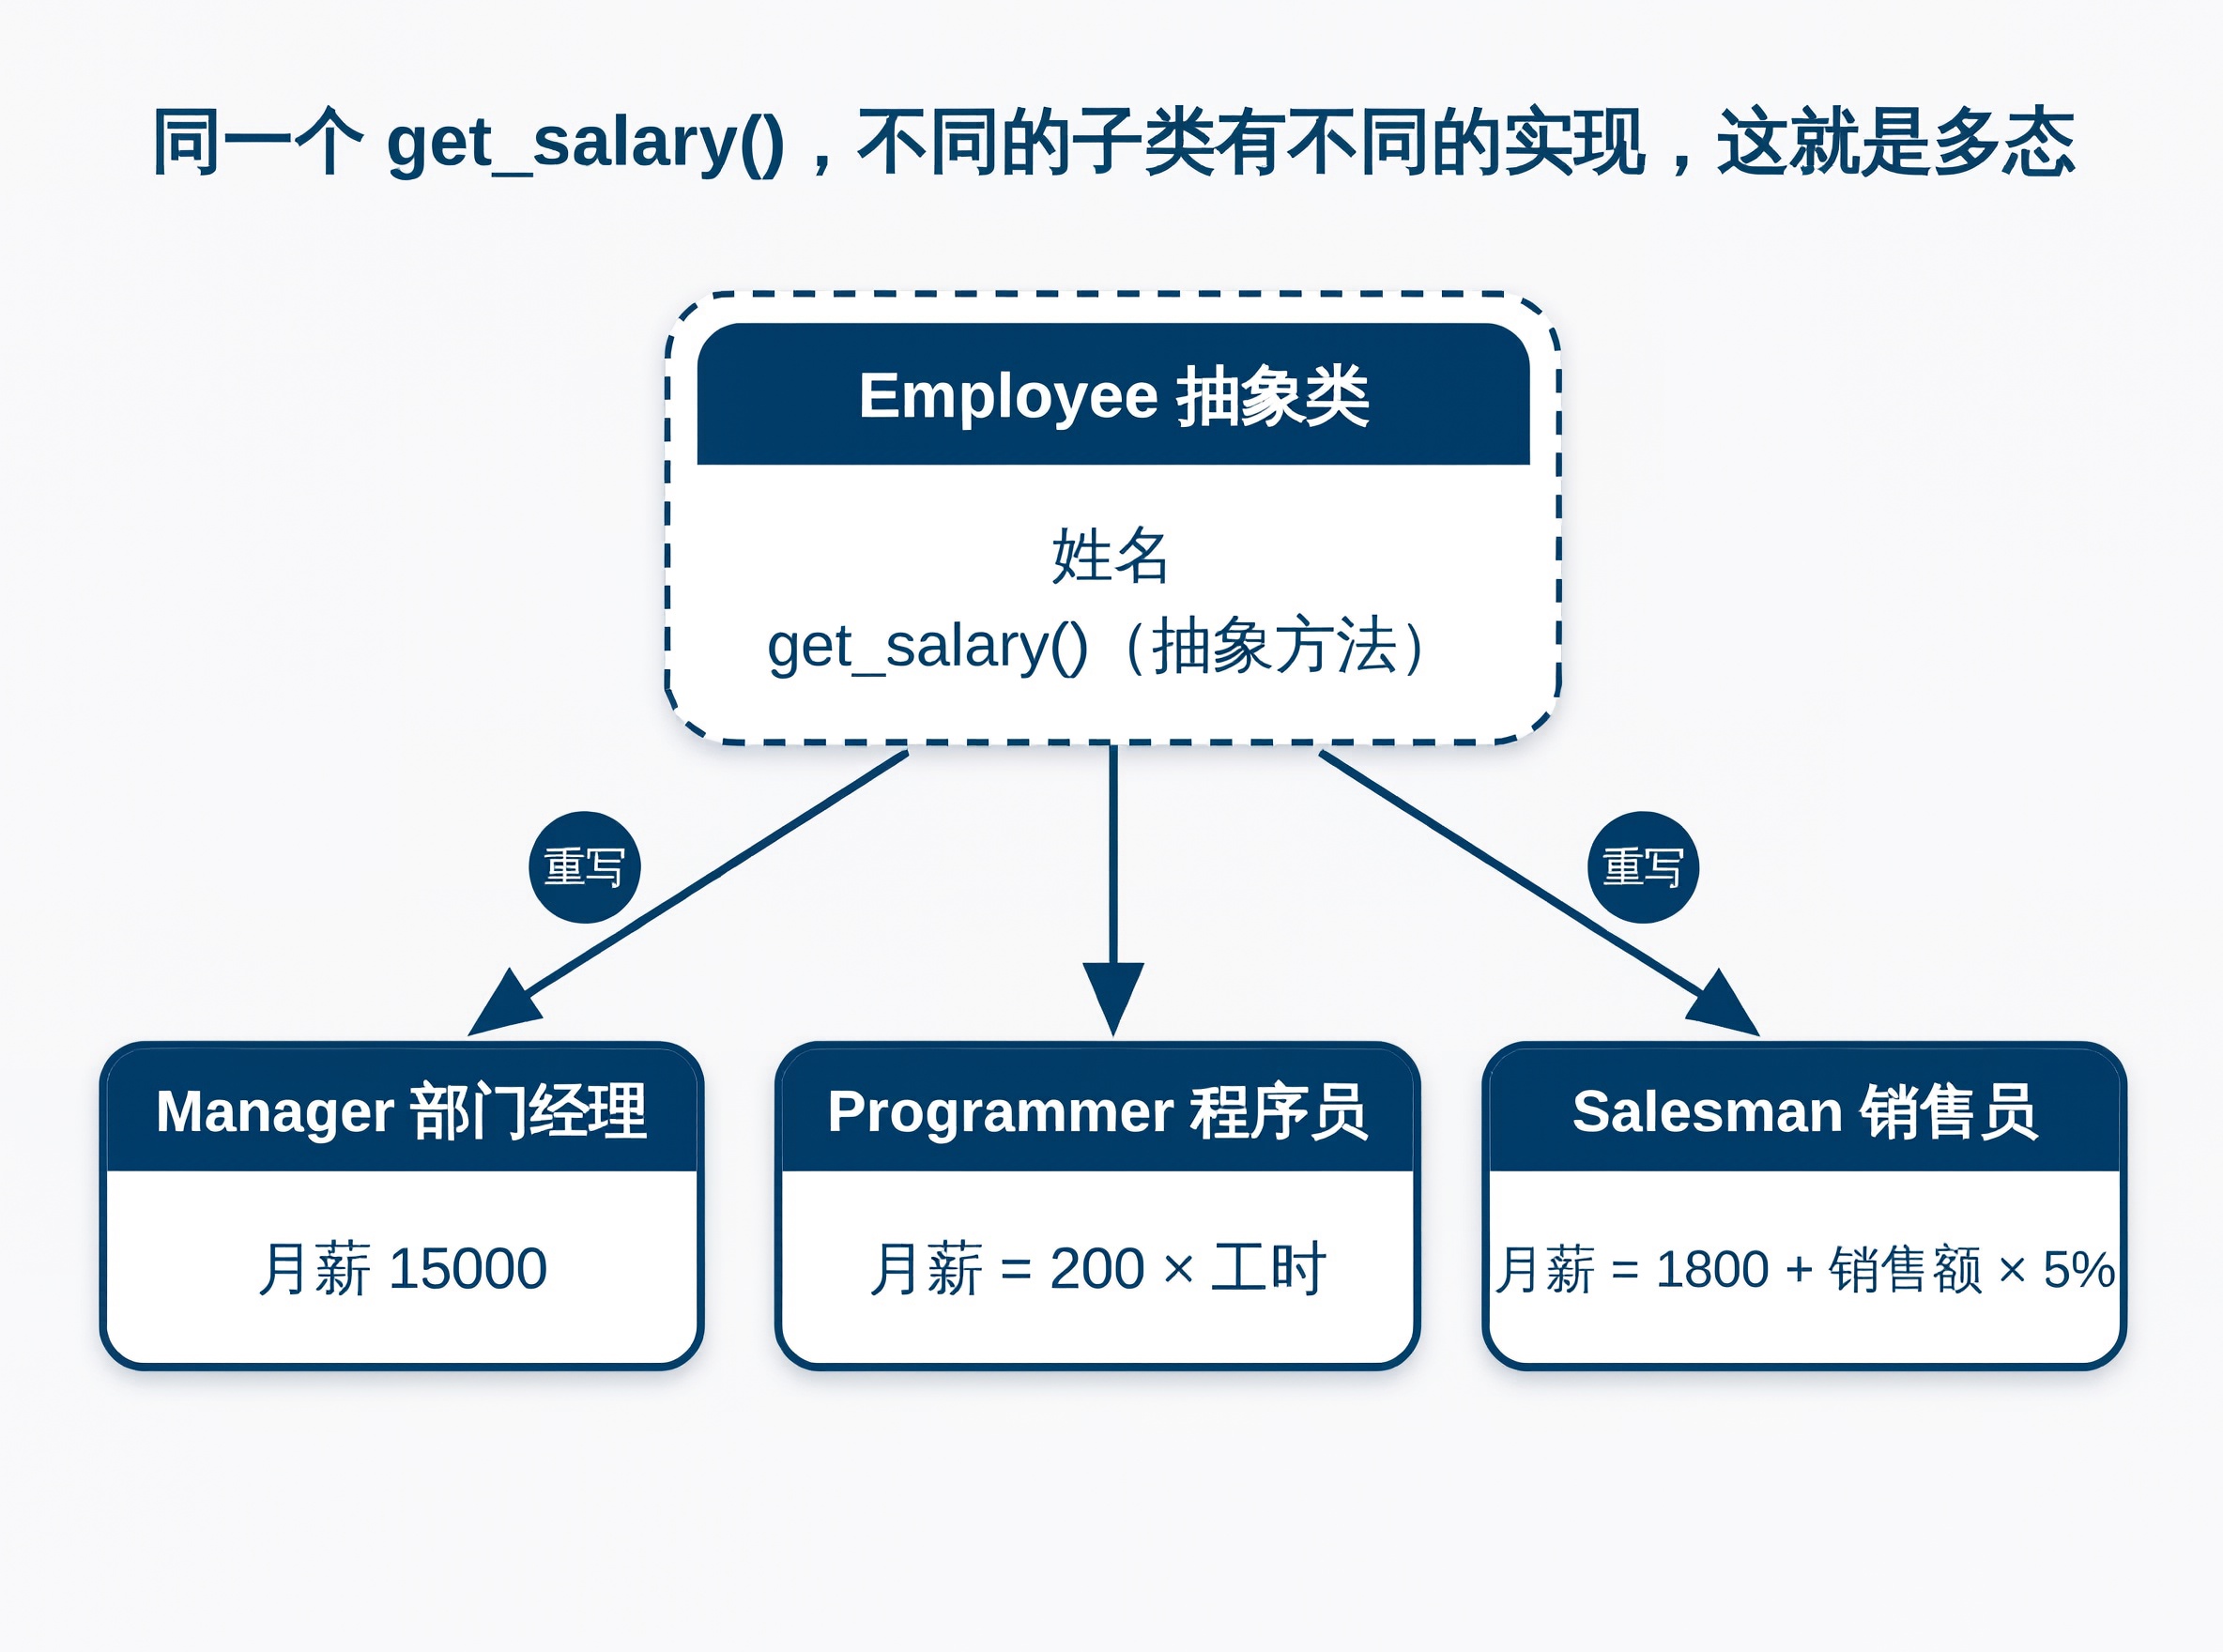 同一个 get_salary()，不同的子类有不同的实现，这就是多态
Employee 抽象类
姓名
get_salary()（抽象方法）
重写
重写
Manager 部门经理
月薪 15000
Programmer 程序员
月薪 = 200 × 工时
Salesman 销售员
月薪 = 1800 + 销售额 × 5%